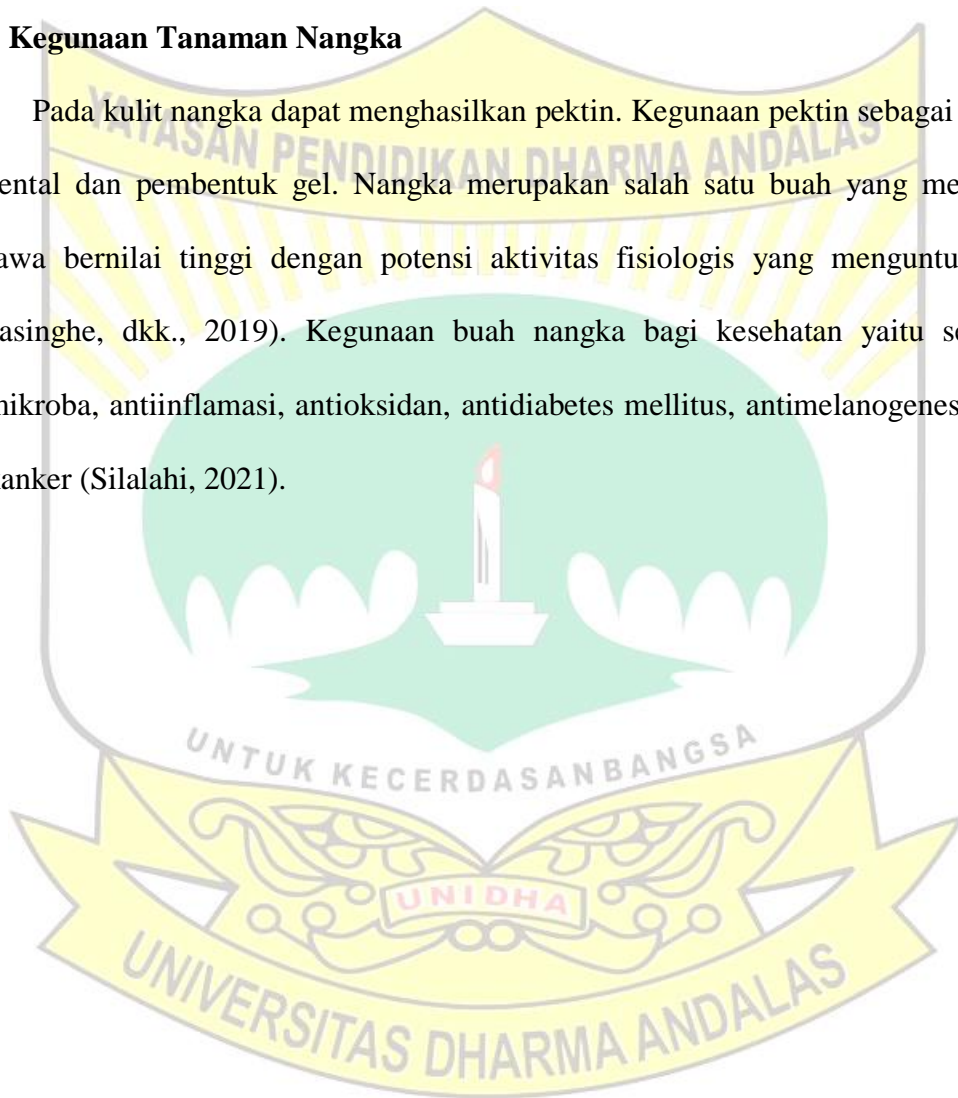 Kegunaan Tanaman Nangka
Pada kulit nangka dapat menghasilkan pektin. Kegunaan pektin sebagai
ental dan pembentuk gel. Nangka merupakan salah satu buah yang me
awa bernilai tinggi dengan potensi aktivitas fisiologis yang menguntu
asinghe, dkk., 2019). Kegunaan buah nangka bagi kesehatan yaitu se
nikroba, antiinflamasi, antioksidan, antidiabetes mellitus, antimelanogenes
kanker (Silalahi, 2021).
YAYASAN PENDIDIKAN DHARMA ANDALAS
UNTUK KECERDASANBANGSA
UNIDHA
UNIVERSITAS DHARMA ANDALAS